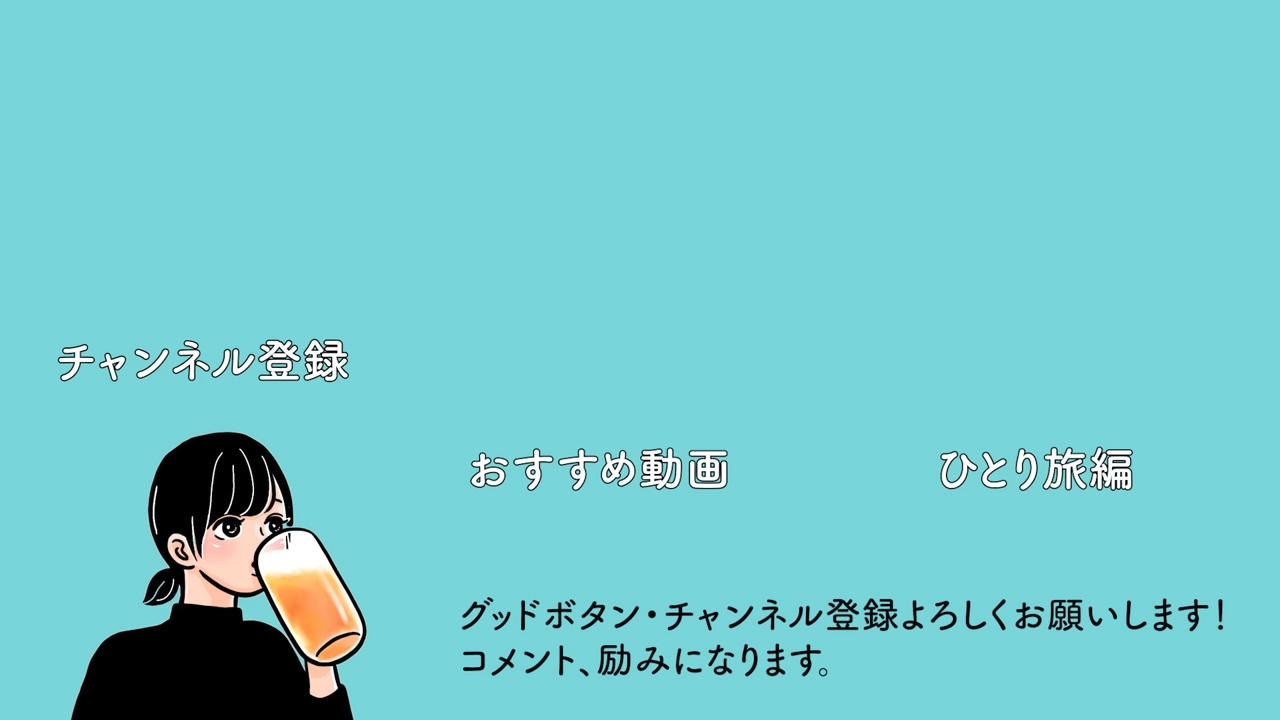 チャンネル登録
おすすめ動画
ひとり旅編
グッドボタン・チャンネル登録よろしくお願いします!
コメント、励みになります。